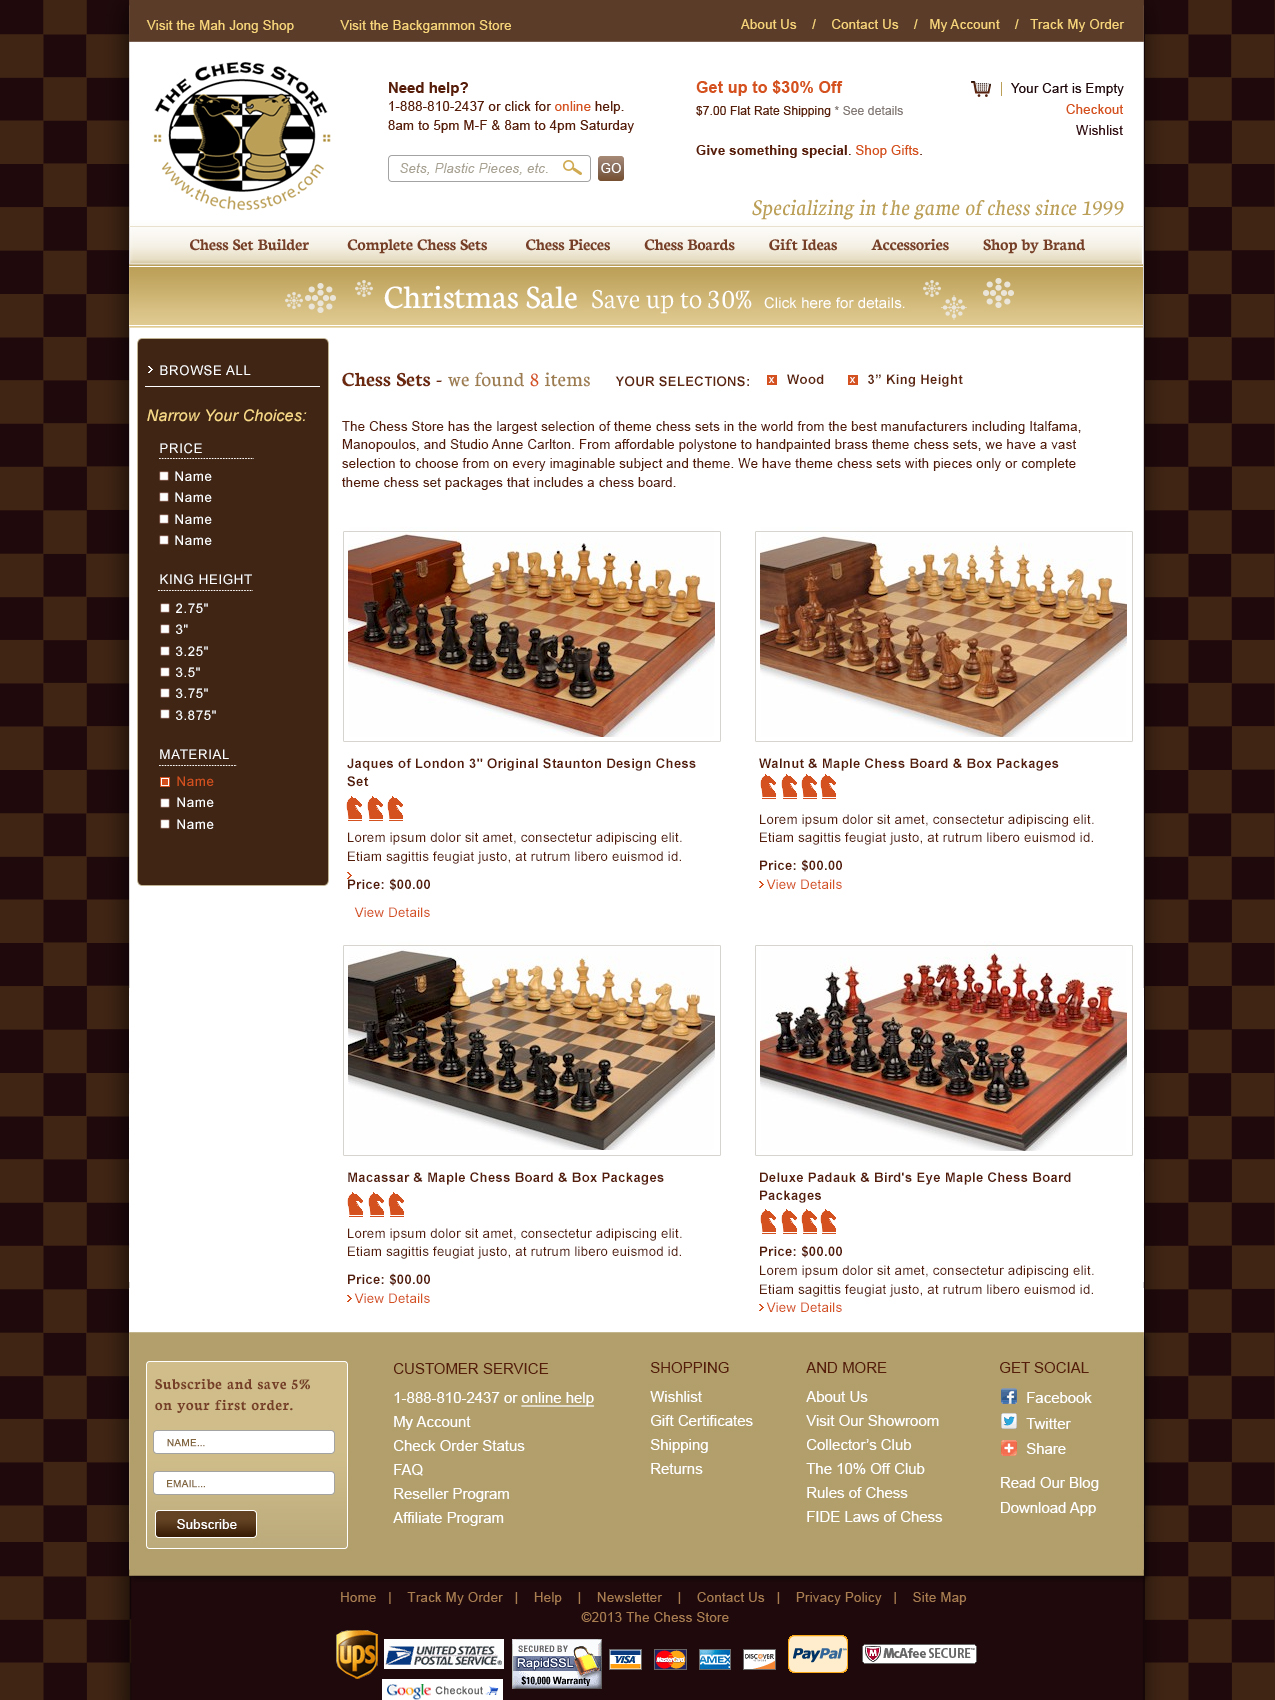 Visit the Mah Jong Shop Visit the Backgammon Store About Us / Contact Us / My Account / Track My Order
THE CHESS STORE
www.thechessstore.com
Need help?
1-888-810-2437 or click for online help.
8am to 5pm M-F & 8am to 4pm Saturday
Sets, Plastic Pieces, etc. GO
Get up to $30% Off
$7.00 Flat Rate Shipping * See details
Give something special. Shop Gifts.
Your Cart is Empty
Checkout
Wishlist
Specializing in the game of chess since 1999
Chess Set Builder Complete Chess Sets Chess Pieces Chess Boards Gift Ideas Accessories Shop by Brand
Christmas Sale Save up to 30% Click here for details.
> BROWSE ALL
Narrow Your Choices:
PRICE
Name
Name
Name
Name
KING HEIGHT
2.75"
3"
3.25"
3.5"
3.75"
3.875"
MATERIAL
Name
Name
Name
Chess Sets - we found 8 items YOUR SELECTIONS: x Wood x 3” King Height
The Chess Store has the largest selection of theme chess sets in the world from the best manufacturers including Italfama,
Manopoulos, and Studio Anne Carlton. From affordable polystone to handpainted brass theme chess sets, we have a vast
selection to choose from on every imaginable subject and theme. We have theme chess sets with pieces only or complete
theme chess set packages that includes a chess board.
Jaques of London 3" Original Staunton Design Chess
Set
Lorem ipsum dolor sit amet, consectetur adipiscing elit.
Etiam sagittis feugiat justo, at rutrum libero euismod id.
>
Price: $00.00
View Details
Walnut & Maple Chess Board & Box Packages
Lorem ipsum dolor sit amet, consectetur adipiscing elit.
Etiam sagittis feugiat justo, at rutrum libero euismod id.
Price: $00.00
> View Details
Macassar & Maple Chess Board & Box Packages
Lorem ipsum dolor sit amet, consectetur adipiscing elit.
Etiam sagittis feugiat justo, at rutrum libero euismod id.
Price: $00.00
> View Details
Deluxe Padauk & Bird's Eye Maple Chess Board
Packages
Price: $00.00
Lorem ipsum dolor sit amet, consectetur adipiscing elit.
Etiam sagittis feugiat justo, at rutrum libero euismod id.
> View Details
Subscribe and save 5%
on your first order.
NAME...
EMAIL...
Subscribe
CUSTOMER SERVICE
1-888-810-2437 or online help
My Account
Check Order Status
FAQ
Reseller Program
Affiliate Program
SHOPPING
Wishlist
Gift Certificates
Shipping
Returns
AND MORE
About Us
Visit Our Showroom
Collector’s Club
The 10% Off Club
Rules of Chess
FIDE Laws of Chess
GET SOCIAL
Facebook
Twitter
Share
Read Our Blog
Download App
Home | Track My Order | Help | Newsletter | Contact Us | Privacy Policy | Site Map
©2013 The Chess Store
ups
UNITED STATES
POSTAL SERVICE®
Google Checkout
SECURED BY
RapidSSL
$10,000 Warranty
VISA MasterCard AMEX DISCOVER PayPal McAfee SECURE™